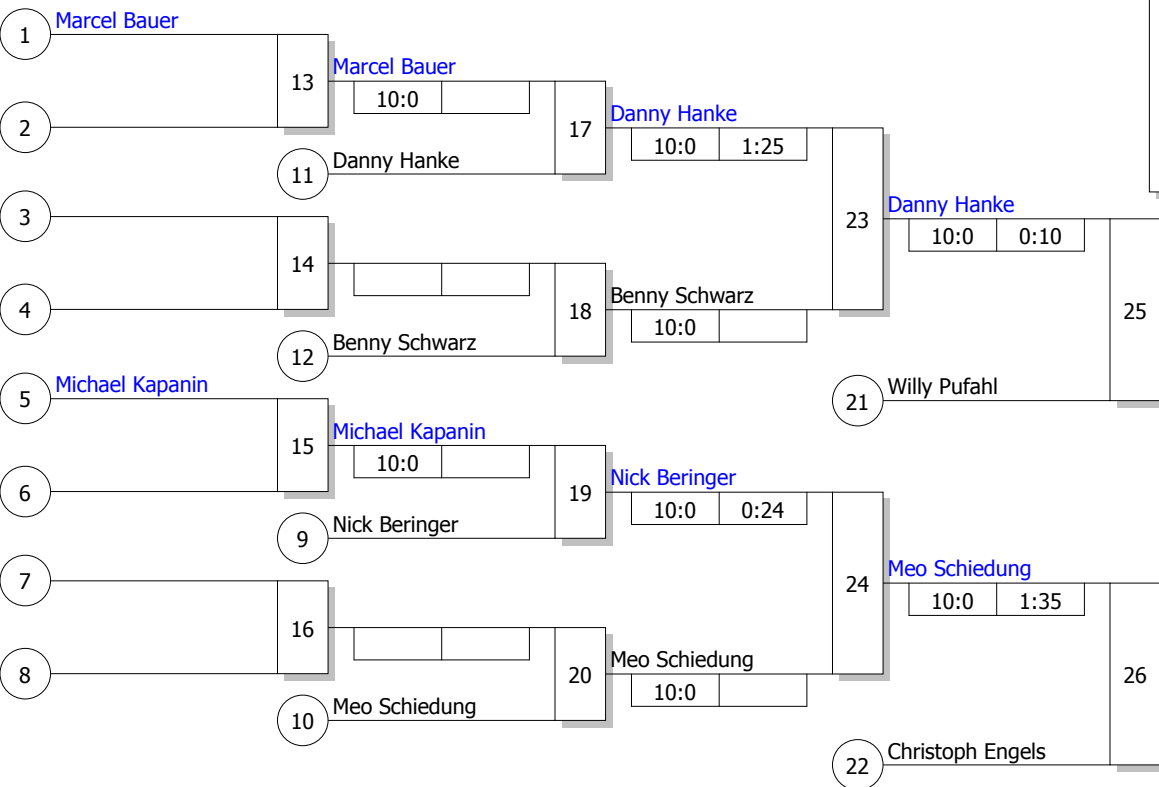 1 Marcel Bauer
13 Marcel Bauer
10:0
2
17 Danny Hanke
10:0 1:25
11 Danny Hanke
3
23 Danny Hanke
10:0 0:10
14
4
18 Benny Schwarz
10:0
25
12 Benny Schwarz
5 Michael Kapanin
21 Willy Pufahl
15 Michael Kapanin
10:0
6
19 Nick Beringer
10:0 0:24
9 Nick Beringer
7
24 Meo Schiedung
10:0 1:35
16
8
20 Meo Schiedung
10:0
26
10 Meo Schiedung
22 Christoph Engels